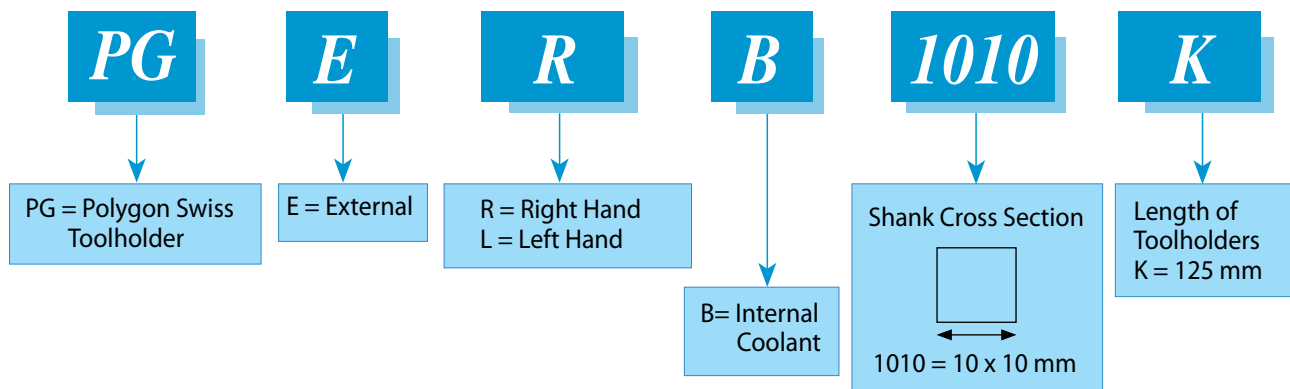 PG E R B 1010 K
PG = Polygon Swiss
Toolholder
E = External
R = Right Hand
L = Left Hand
B= Internal
Coolant
Shank Cross Section
1010 = 10 x 10 mm
Length of
Toolholders
K = 125 mm